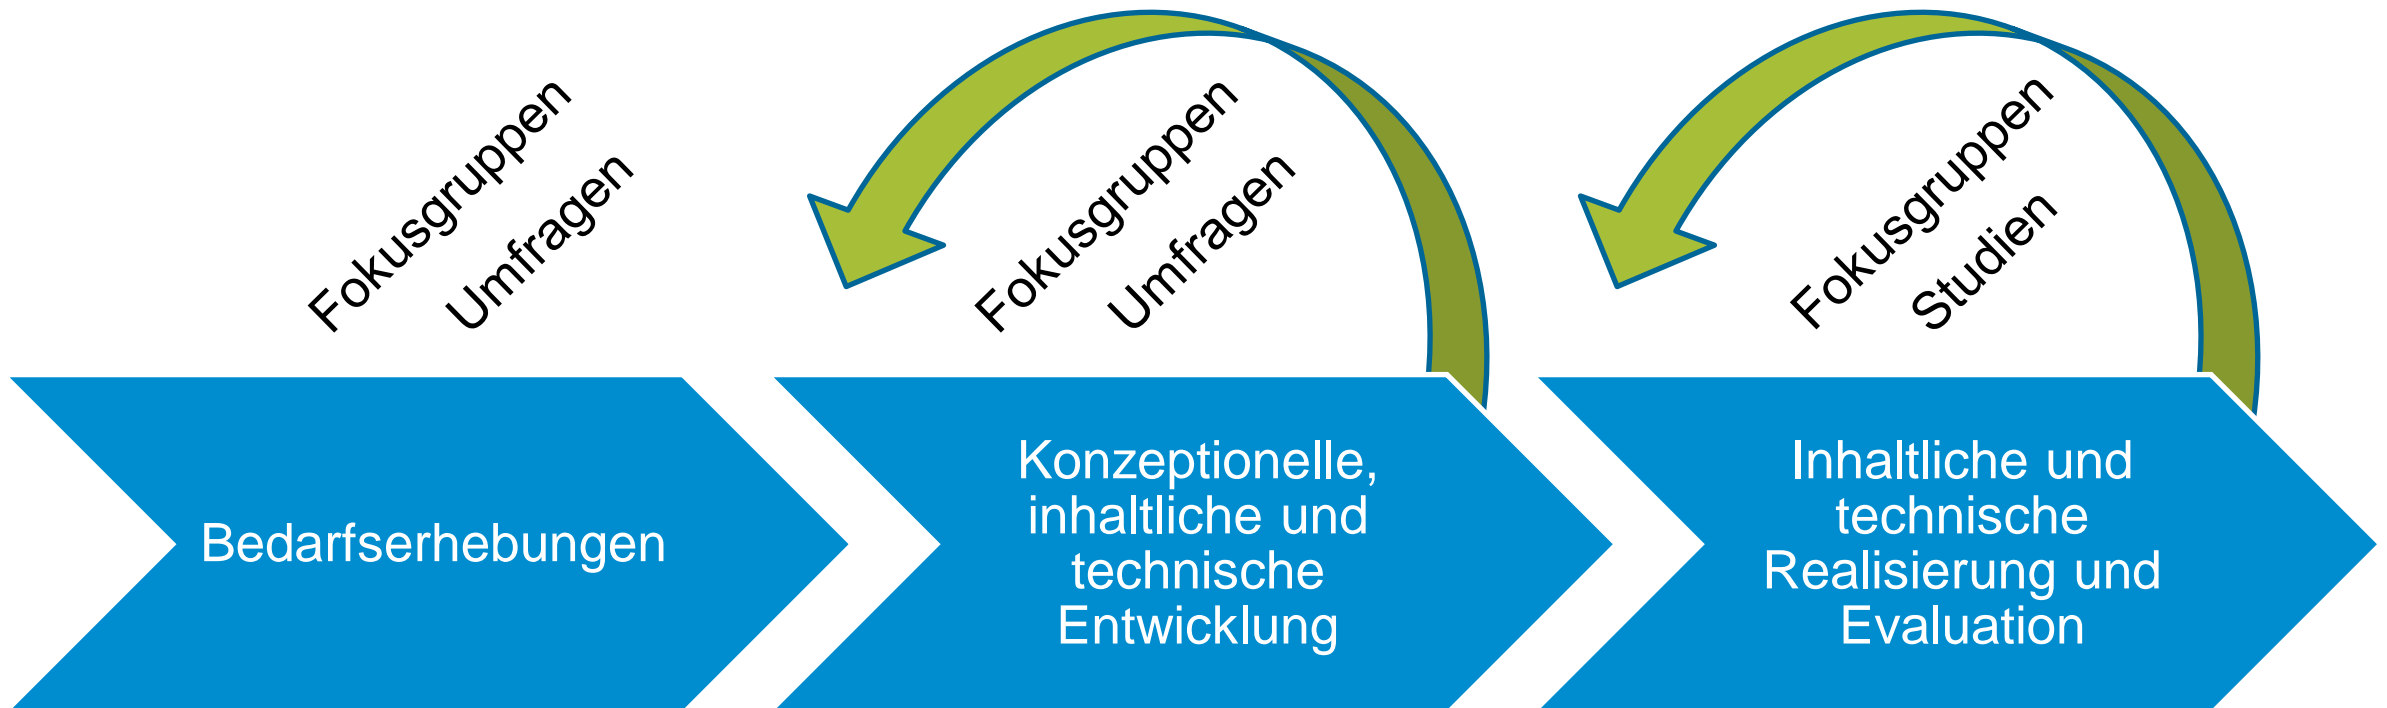 Fokusgruppen
Umfragen
Fokusgruppen
Umfragen
Fokusgruppen
Studien
Bedarfserhebungen
Konzeptionelle,
inhaltliche und
technische
Entwicklung
Inhaltliche und
technische
Realisierung und
Evaluation